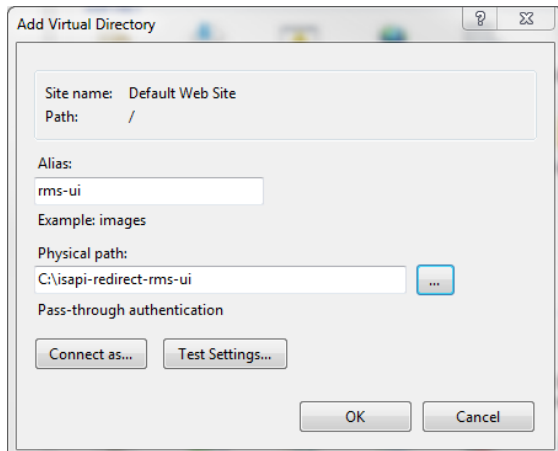 Add Virtual Directory
?
Site name: Default Web Site
Path: /
Alias:
rms-ui
Example: images
Physical path:
C:\isapi-redirect-rms-ui
...
Pass-through authentication
Connect as... Test Settings...
OK Cancel